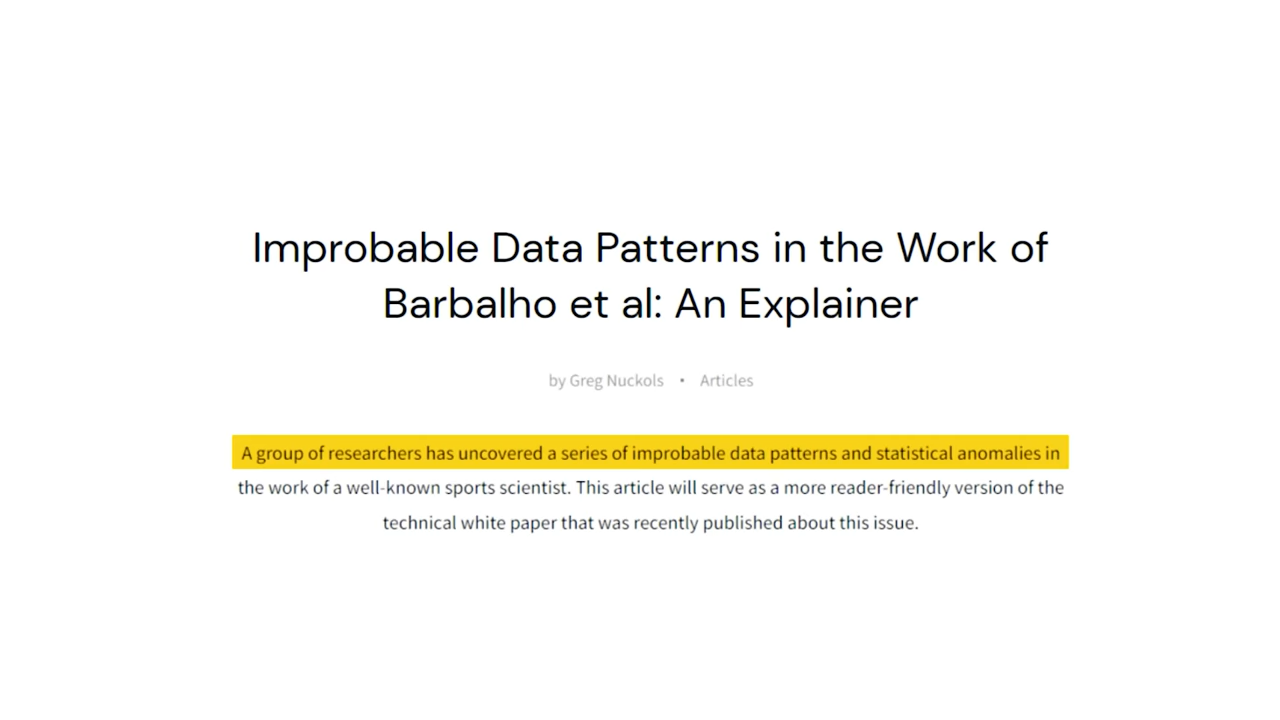 Improbable Data Patterns in the Work of
Barbalho et al: An Explainer
by Greg Nuckols • Articles
A group of researchers has uncovered a series of improbable data patterns and statistical anomalies in
the work of a well-known sports scientist. This article will serve as a more reader-friendly version of the
technical white paper that was recently published about this issue.